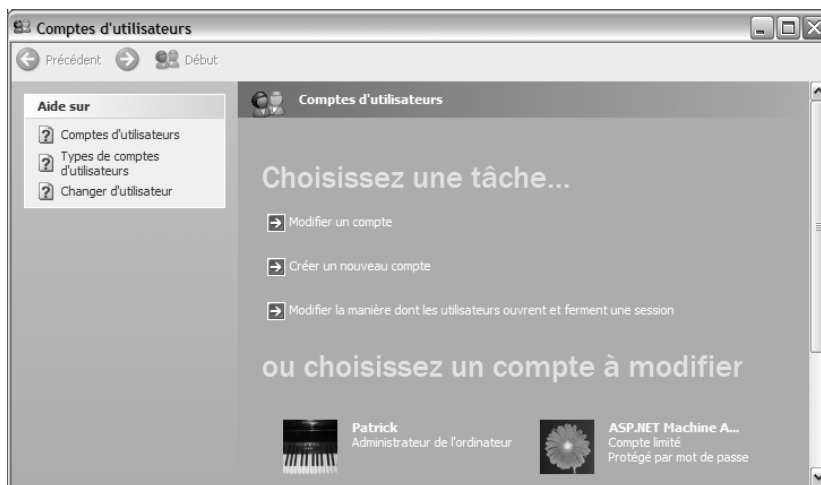 Comptes d'utilisateurs
Précédent
Début
Aide sur
Comptes d'utilisateurs
Types de comptes
d'utilisateurs
Changer d'utilisateur
Comptes d'utilisateurs
Choisissez une tâche...
Modifier un compte
Créer un nouveau compte
Modifier la manière dont les utilisateurs ouvrent et ferment une session
ou choisissez un compte à modifier
Patrick
Administrateur de l'ordinateur
ASP.NET Machine A...
Compte limité
Protégé par mot de passe